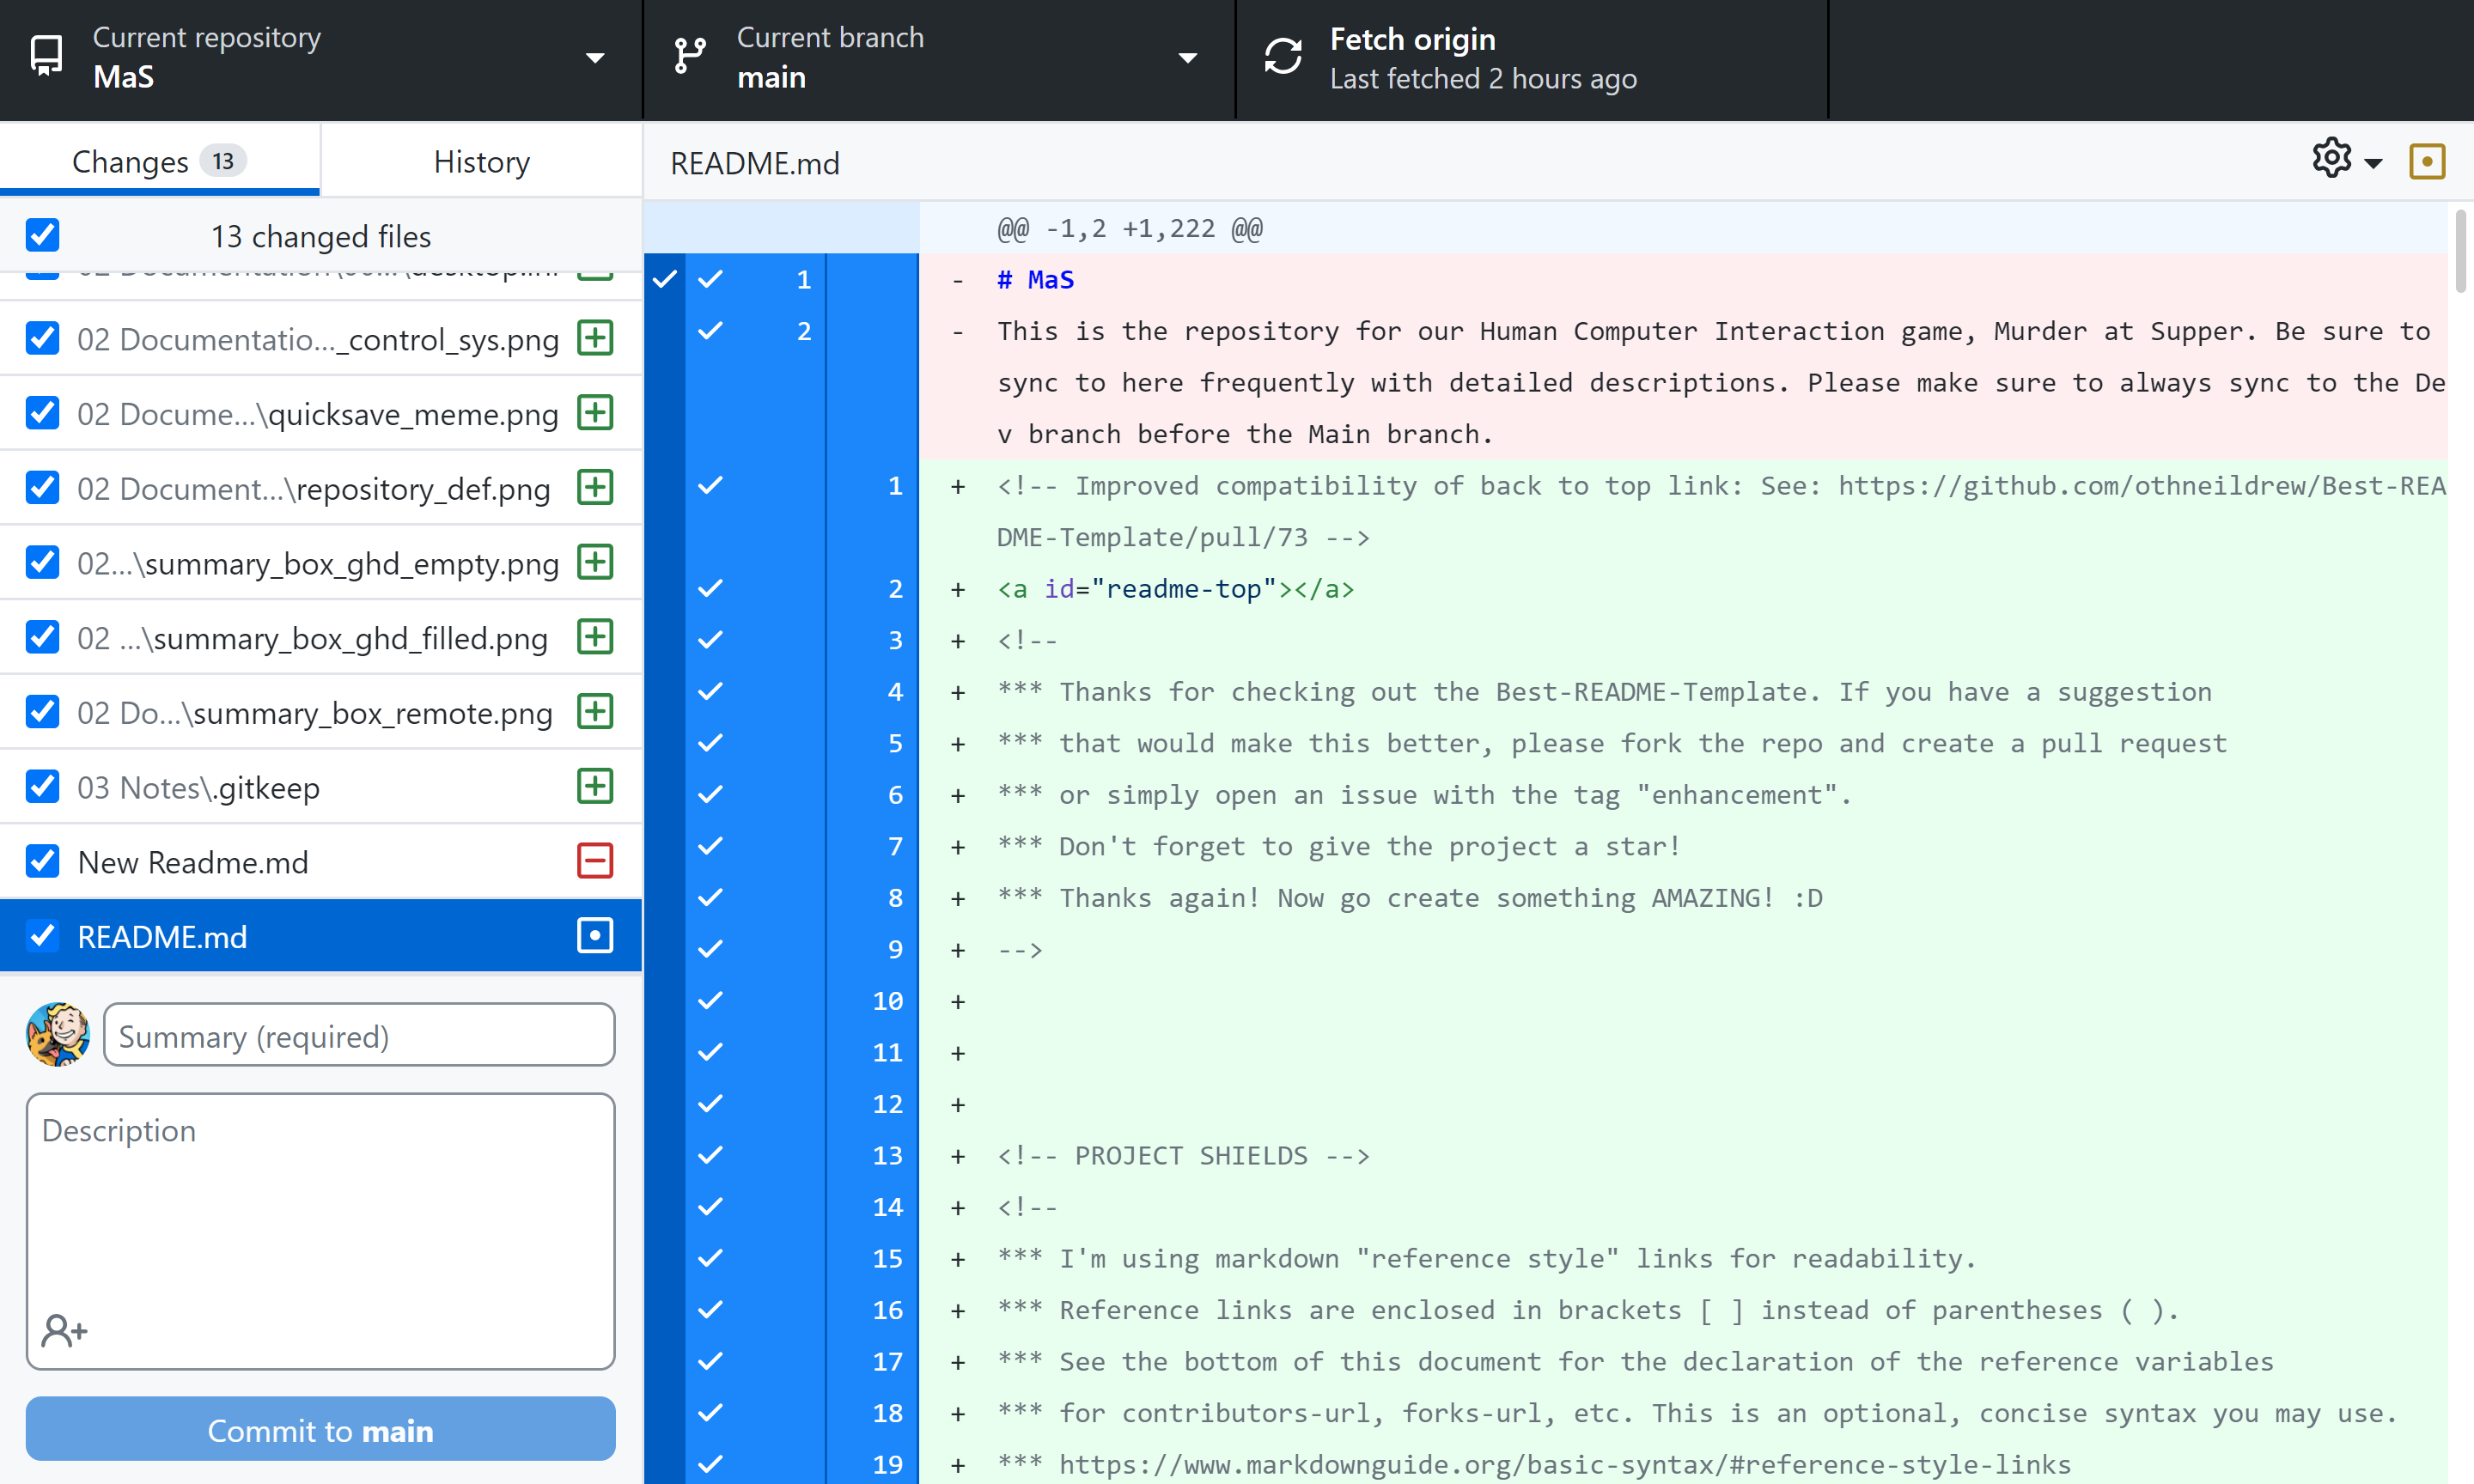 Current repository
MaS
Current branch
main
Fetch origin
Last fetched 2 hours ago
Changes 13
History
README.md
13 changed files
02 Documentatio..._control_sys.png
02 Docume...\quicksave_meme.png
02 Document...\repository_def.png
02...\summary_box_ghd_empty.png
02 ...\summary_box_ghd_filled.png
02 Do...\summary_box_remote.png
03 Notes\.gitkeep
New Readme.md
README.md
Summary (required)
Description
Commit to main
@@ -1,2 +1,222 @@
1 - # MaS
2 - This is the repository for our Human Computer Interaction game, Murder at Supper. Be sure to
sync to here frequently with detailed descriptions. Please make sure to always sync to the De
v branch before the Main branch.
1 + <!-- Improved compatibility of back to top link: See: https://github.com/othneildrew/Best-REA
DME-Template/pull/73 -->
2 + <a id="readme-top"></a>
3 + <!--
4 + *** Thanks for checking out the Best-README-Template. If you have a suggestion
5 + *** that would make this better, please fork the repo and create a pull request
6 + *** or simply open an issue with the tag "enhancement".
7 + *** Don't forget to give the project a star!
8 + *** Thanks again! Now go create something AMAZING! :D
9 + -->
10 +
11 +
12 +
13 + <!-- PROJECT SHIELDS -->
14 + <!--
15 + *** I'm using markdown "reference style" links for readability.
16 + *** Reference links are enclosed in brackets [ ] instead of parentheses ( ).
17 + *** See the bottom of this document for the declaration of the reference variables
18 + *** for contributors-url, forks-url, etc. This is an optional, concise syntax you may use.
19 + *** https://www.markdownguide.org/basic-syntax/#reference-style-links